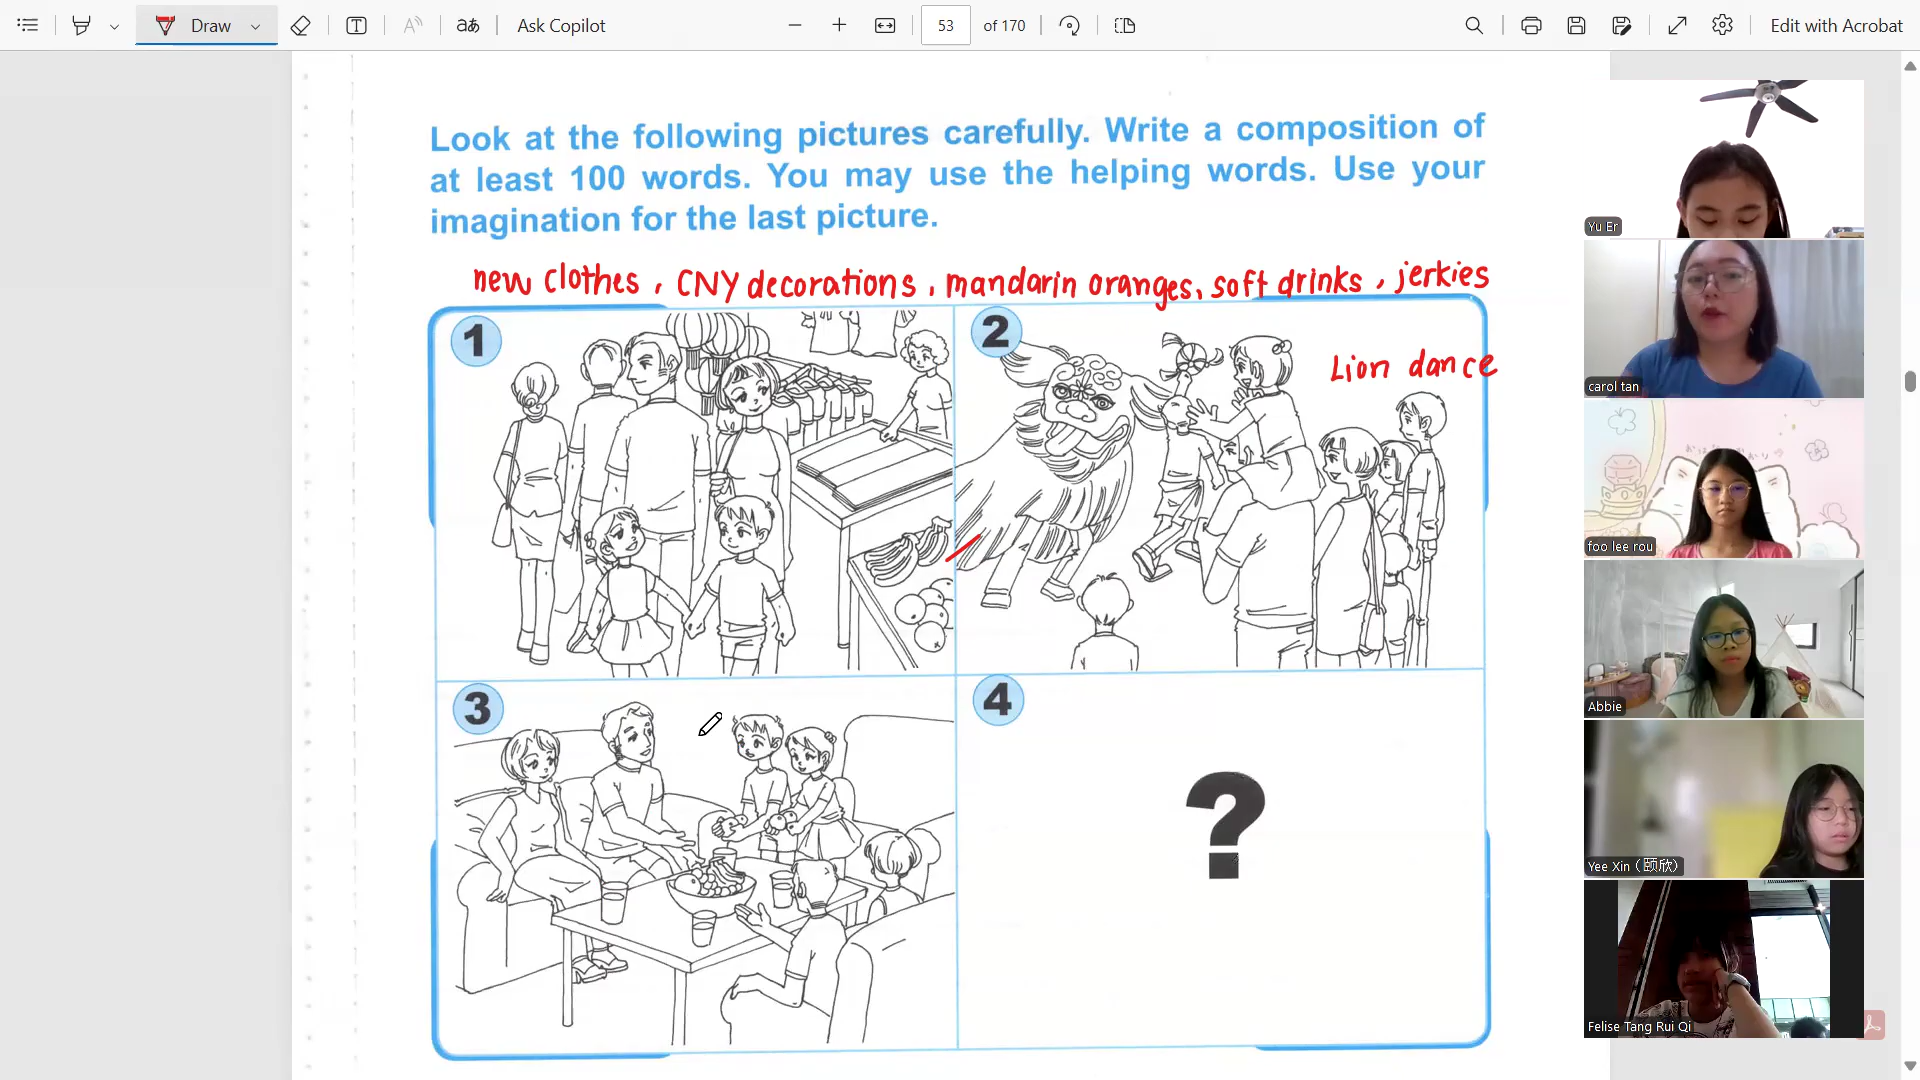 Draw
Ask Copilot
53 of 170
Edit with Acrobat
Look at the following pictures carefully. Write a composition of
at least 100 words. You may use the helping words. Use your
imagination for the last picture.
new clothes, CNY decorations, mandarin oranges, soft drinks, jerkies
1
2
Lion dance
3
4
?
Yu Er
carol tan
foo lee rou
Abbie
Yee Xin (颐欣)
Felise Tang Rui Qi